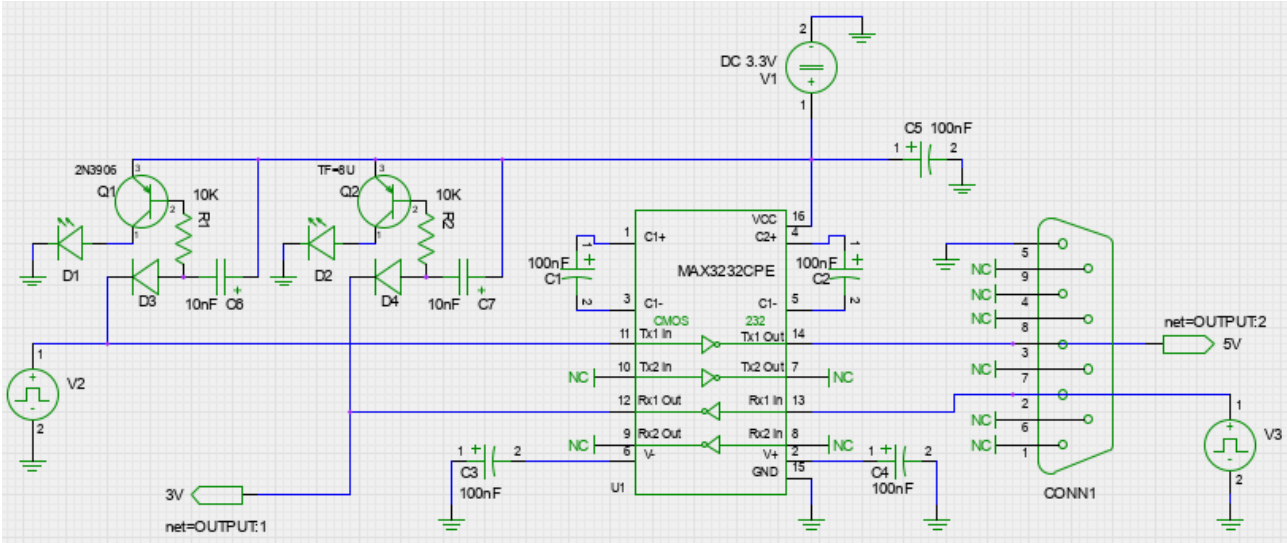 2
DC 3.3V
V1
1
C5 100nF
1 + 2
2N3906
3
Q1
2
1
10K
R1
TF=8U
3
Q2
2
1
10K
R2
D1
D3
10nF C6
+
D2
D4
10nF C7
+
1
C1+
100nF
C1
1
+
2
3
C1-
VCC 16
4
C2+
MAX3232CPE
100nF
C2
1
+
2
5
C1-
CMOS 232
11 Tx1 In
Tx1 Out 14
10 Tx2 In
Tx2 Out 7
NC
NC
12 Rx1 Out
Rx1 In 13
9 Rx2 Out
Rx2 In 8
NC
NC
6 V-
V+ 2
GND 15
U1
1 + 2
C3
100nF
1 + 2
C4
100nF
5
NC
9
NC
4
NC
8
3
NC
7
2
NC
6
NC
1
CONN1
net=OUTPUT:2
5V
1
+
V2
-
2
1
+
V3
-
2
3V
net=OUTPUT:1